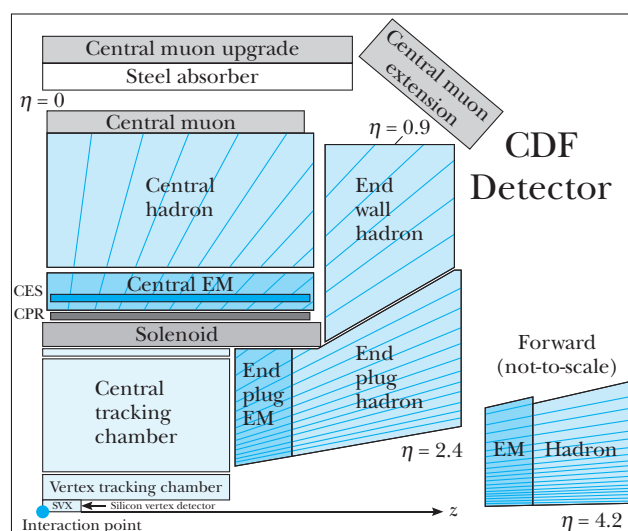 Central muon upgrade
Steel absorber
Central muon
extension
η = 0
Central muon
η = 0.9
CDF
Detector
Central
hadron
End
wall
hadron
Central EM
CES
CPR
Solenoid
Central
tracking
chamber
End
plug
EM
End
plug
hadron
Forward
(not-to-scale)
EM
Hadron
η = 2.4
Vertex tracking chamber
SVX
Silicon vertex detector
z
Interaction point
η = 4.2